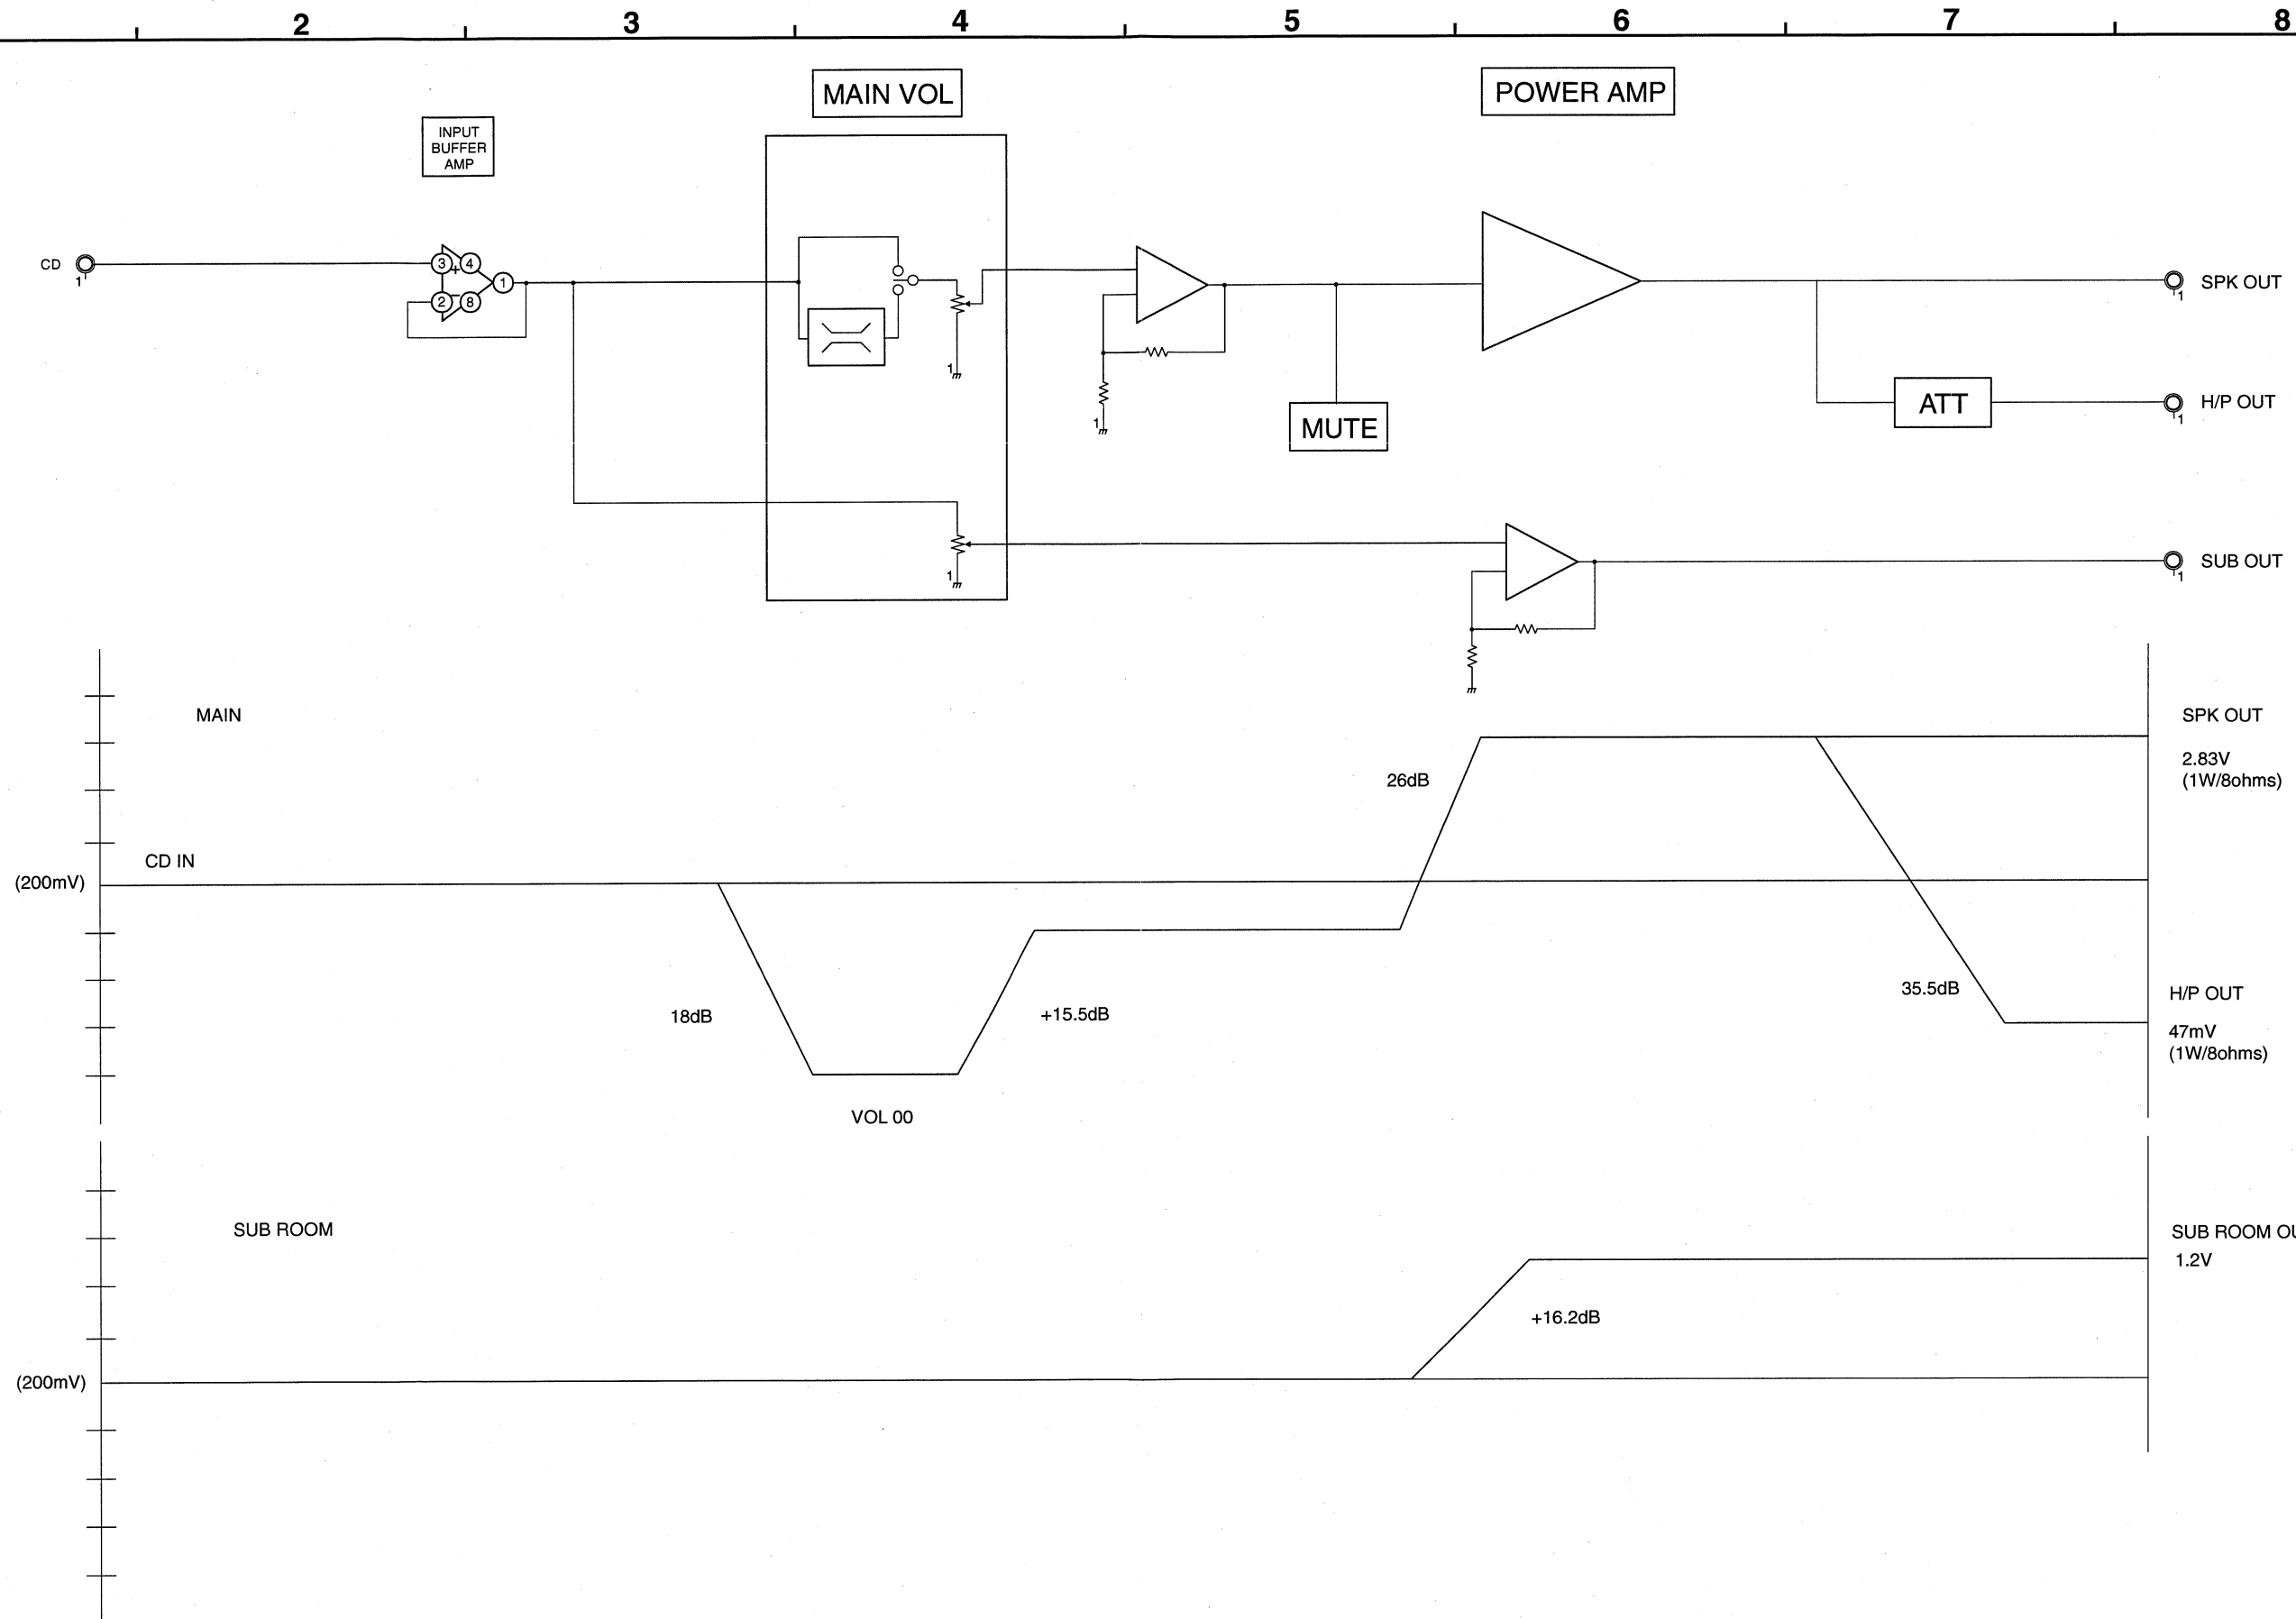 2 3 4 5 6 7 8
MAIN VOL
POWER AMP
INPUT
BUFFER
AMP
CD
1
3
+
4
2
−
8
1
1
1
MUTE
SPK OUT
1
ATT
H/P OUT
1
1
SUB OUT
1
MAIN
SPK OUT
2.83V
(1W/8ohms)
26dB
CD IN
(200mV)
18dB
+15.5dB
35.5dB
H/P OUT
47mV
(1W/8ohms)
VOL 00
SUB ROOM
SUB ROOM OU
1.2V
+16.2dB
(200mV)